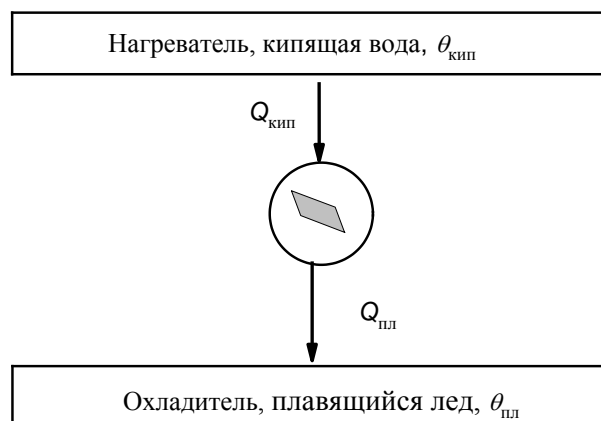 Нагреватель, кипящая вода, θкип
Qкип
Qпл
Охладитель, плавящийся лед, θпл